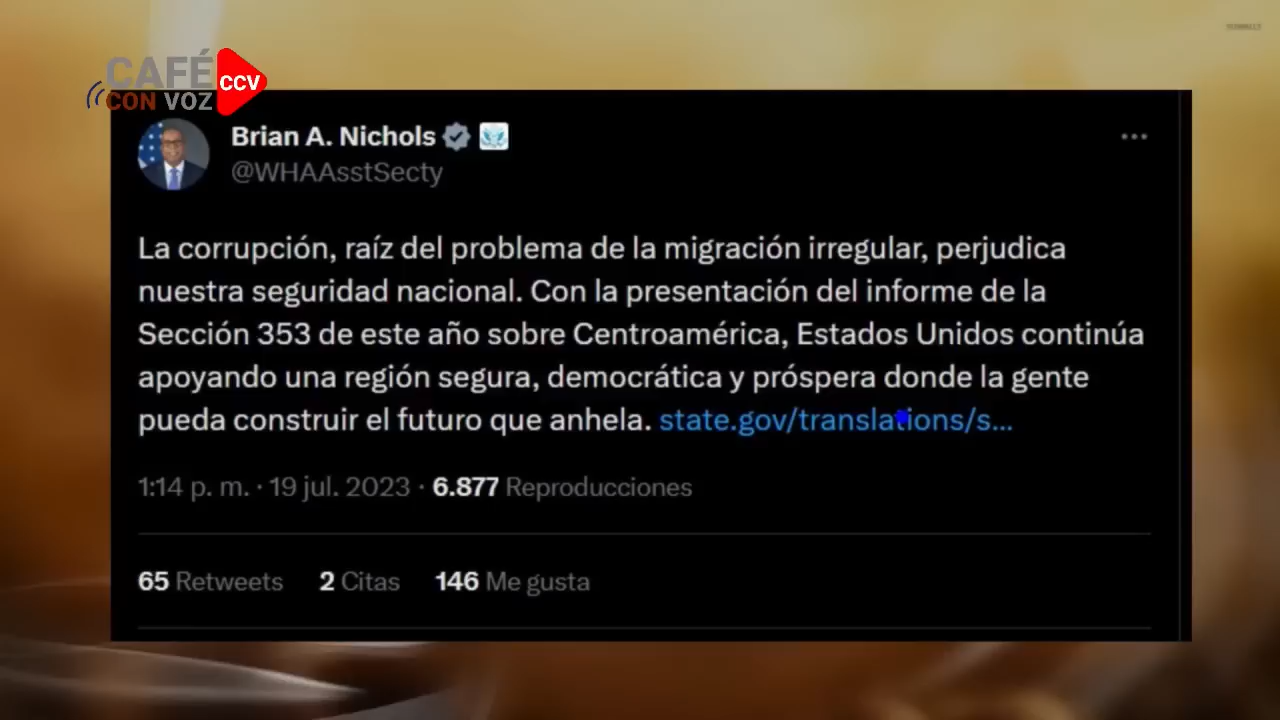 CAFÉ
CON VOZ
CCV
Brian A. Nichols
@WHAAsstSecty
La corrupción, raíz del problema de la migración irregular, perjudica
nuestra seguridad nacional. Con la presentación del informe de la
Sección 353 de este año sobre Centroamérica, Estados Unidos continúa
apoyando una región segura, democrática y próspera donde la gente
pueda construir el futuro que anhela. state.gov/translations/s...
1:14 p. m. · 19 jul. 2023 · 6.877 Reproducciones
65 Retweets 2 Citas 146 Me gusta